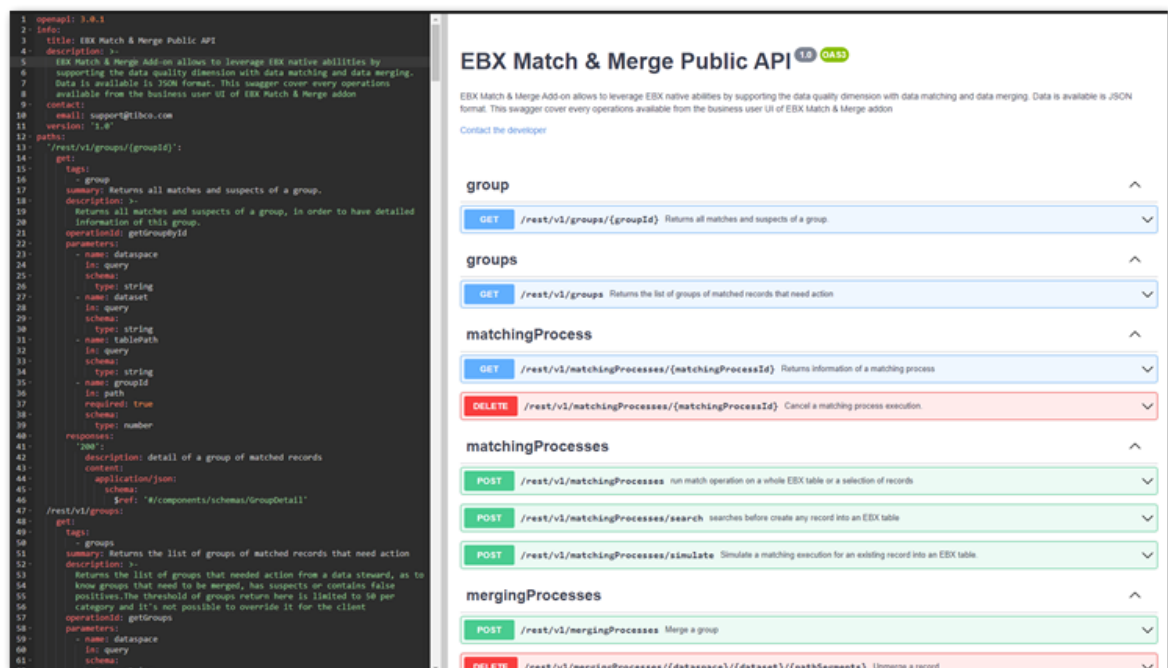 1 openapi: 3.0.1
2 info:
3 title: EBX Match & Merge Public API
4 description: >-
5 EBX Match & Merge Add-on allows to leverage EBX native abilities by
6 supporting the data quality dimension with data matching and data merging.
7 Data is available is JSON format. This swagger cover every operations
8 available from the business user UI of EBX Match & Merge addon
9 contact:
10 email: support@tibco.com
11 version: '1.0'
12 paths:
13 '/rest/v1/groups/{groupId}':
14 get:
15 tags:
16 - group
17 summary: Returns all matches and suspects of a group.
18 description: >-
19 Returns all matches and suspects of a group, in order to have detailed
20 information of this group.
21 operationId: getGroupById
22 parameters:
23 - name: dataspace
24 in: query
25 schema:
26 type: string
27 - name: dataset
28 in: query
29 schema:
30 type: string
31 - name: tablePath
32 in: query
33 schema:
34 type: string
35 - name: groupId
36 in: path
37 required: true
38 schema:
39 type: number
40 responses:
41 '200':
42 description: detail of a group of matched records
43 content:
44 application/json:
45 schema:
46 $ref: '#/components/schemas/GroupDetail'
47 /rest/v1/groups:
48 get:
49 tags:
50 - groups
51 summary: Returns the list of groups of matched records that need action
52 description: >-
53 Returns the list of groups that needed action from a data steward, as to
54 know groups that need to be merged, has suspects or contains false
55 positives.The threshold of groups return here is limited to 50 per
56 category and it's not possible to override it for the client
57 operationId: getGroups
58 parameters:
59 - name: dataspace
60 in: query
61 schema:
EBX Match & Merge Public API 1.0 OAS3
EBX Match & Merge Add-on allows to leverage EBX native abilities by supporting the data quality dimension with data matching and data merging. Data is available is JSON
format. This swagger cover every operations available from the business user UI of EBX Match & Merge addon
Contact the developer
group
GET /rest/v1/groups/{groupId} Returns all matches and suspects of a group.
groups
GET /rest/v1/groups Returns the list of groups of matched records that need action
matchingProcess
GET /rest/v1/matchingProcesses/{matchingProcessId} Returns information of a matching process
DELETE /rest/v1/matchingProcesses/{matchingProcessId} Cancel a matching process execution.
matchingProcesses
POST /rest/v1/matchingProcesses run match operation on a whole EBX table or a selection of records
POST /rest/v1/matchingProcesses/search searches before create any record into an EBX table
POST /rest/v1/matchingProcesses/simulate Simulate a matching execution for an existing record into an EBX table.
mergingProcesses
POST /rest/v1/mergingProcesses Merge a group
DELETE /rest/v1/mergingProcesses/{dataspace}/{dataset}/{pathSegments} Unmerge a record